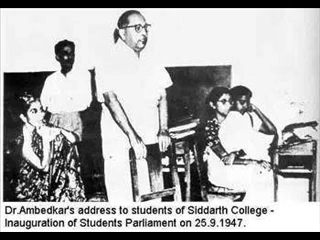 Dr.Ambedkar's address to students of Siddarth College -
Inauguration of Students Parliament on 25.9.1947.